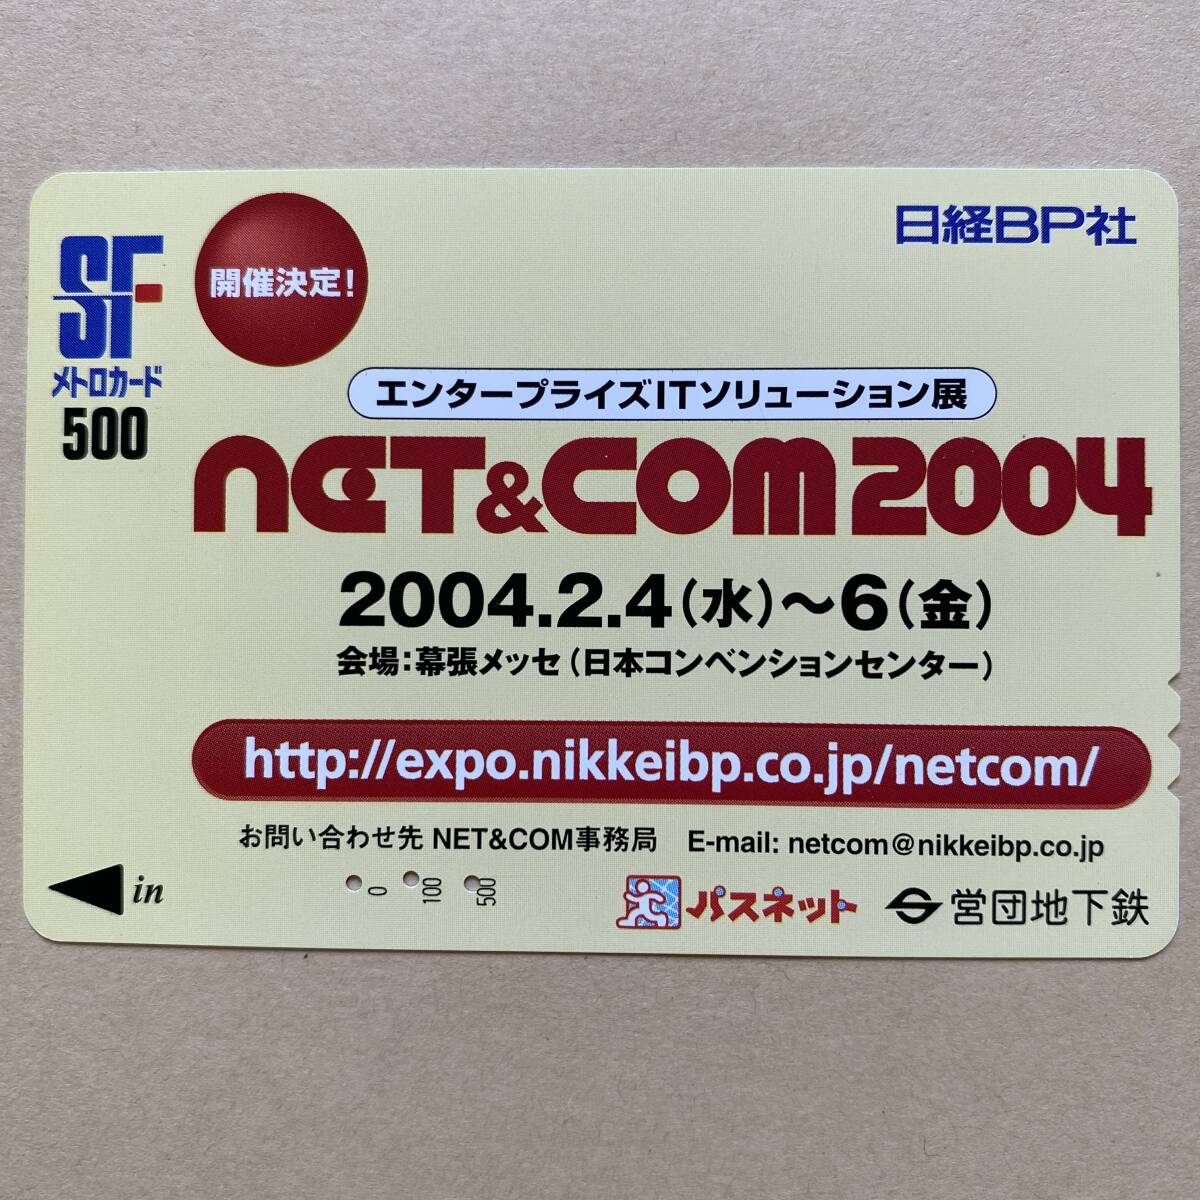 日経BP社
SF
メトロカード
500
開催決定!
エンタープライズITソリューション展
NET&COM 2004
2004.2.4(水)〜6(金)
会場:幕張メッセ(日本コンベンションセンター)
http://expo.nikkeibp.co.jp/netcom/
お問い合わせ先 NET&COM事務局 E-mail: netcom@nikkeibp.co.jp
in
0
100
500
パスネット
営団地下鉄